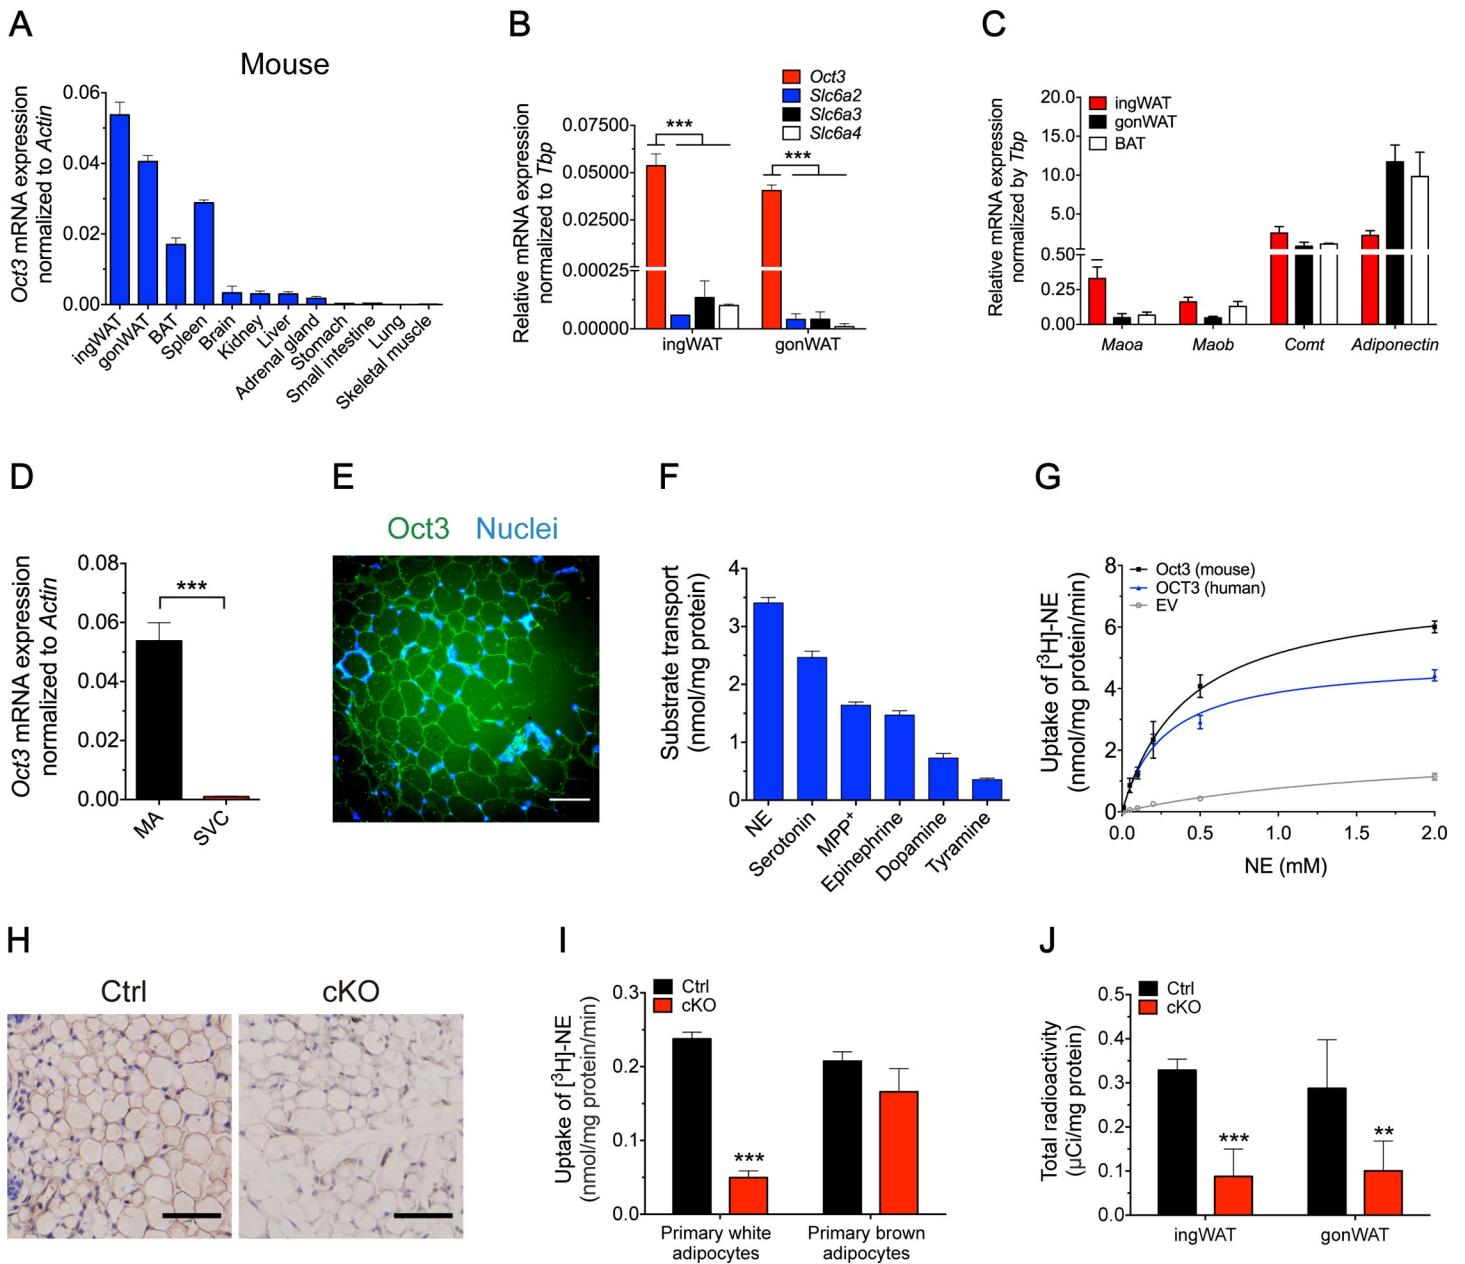 A
Mouse
Oct3 mRNA expression
normalized to Actin
0.06
0.04
0.02
0.00
ingWAT
gonWAT
BAT
Spleen
Brain
Kidney
Liver
Adrenal gland
Stomach
Small intestine
Lung
Skeletal muscle
B
Relative mRNA expression
normalized to Tbp
0.07500
0.05000
0.02500
0.00025
0.00000
Oct3
Slc6a2
Slc6a3
Slc6a4
***
***
ingWAT
gonWAT
C
Relative mRNA expression
normalized by Tbp
20.0
15.0
10.0
5.0
0.50
0.25
0.00
ingWAT
gonWAT
BAT
Maoa
Maob
Comt
Adiponectin
D
Oct3 mRNA expression
normalized to Actin
0.08
0.06
0.04
0.02
0.00
***
MA
SVC
E
Oct3 Nuclei
F
Substrate transport
(nmol/mg protein)
4
3
2
1
0
NE
Serotonin
MPP+
Epinephrine
Dopamine
Tyramine
G
Uptake of [3H]-NE
(nmol/mg protein/min)
8
6
4
2
0
Oct3 (mouse)
OCT3 (human)
EV
0.0
0.5
1.0
1.5
2.0
NE (mM)
H
Ctrl
cKO
I
Uptake of [3H]-NE
(nmol/mg protein/min)
0.3
0.2
0.1
0.0
Ctrl
cKO
***
Primary white
adipocytes
Primary brown
adipocytes
J
Total radioactivity
(μCi/mg protein)
0.5
0.4
0.3
0.2
0.1
0.0
Ctrl
cKO
***
**
ingWAT
gonWAT